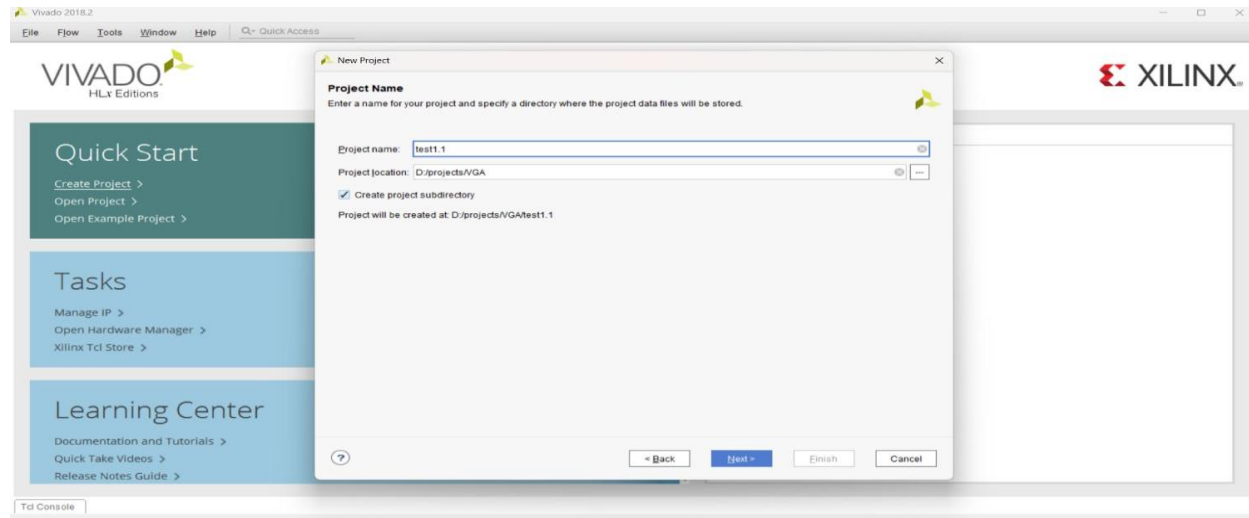 Vivado 2018.2
File Flow Tools Window Help Quick Access
VIVADO
HLx Editions
XILINX
Quick Start
Create Project >
Open Project >
Open Example Project >
Tasks
Manage IP >
Open Hardware Manager >
Xilinx Tcl Store >
Learning Center
Documentation and Tutorials >
Quick Take Videos >
Release Notes Guide >
New Project
Project Name
Enter a name for your project and specify a directory where the project data files will be stored.
Project name: test1.1
Project location: D:/projects/VGA
Create project subdirectory
Project will be created at: D:/projects/VGA/test1.1
? < Back Next > Finish Cancel
Tcl Console